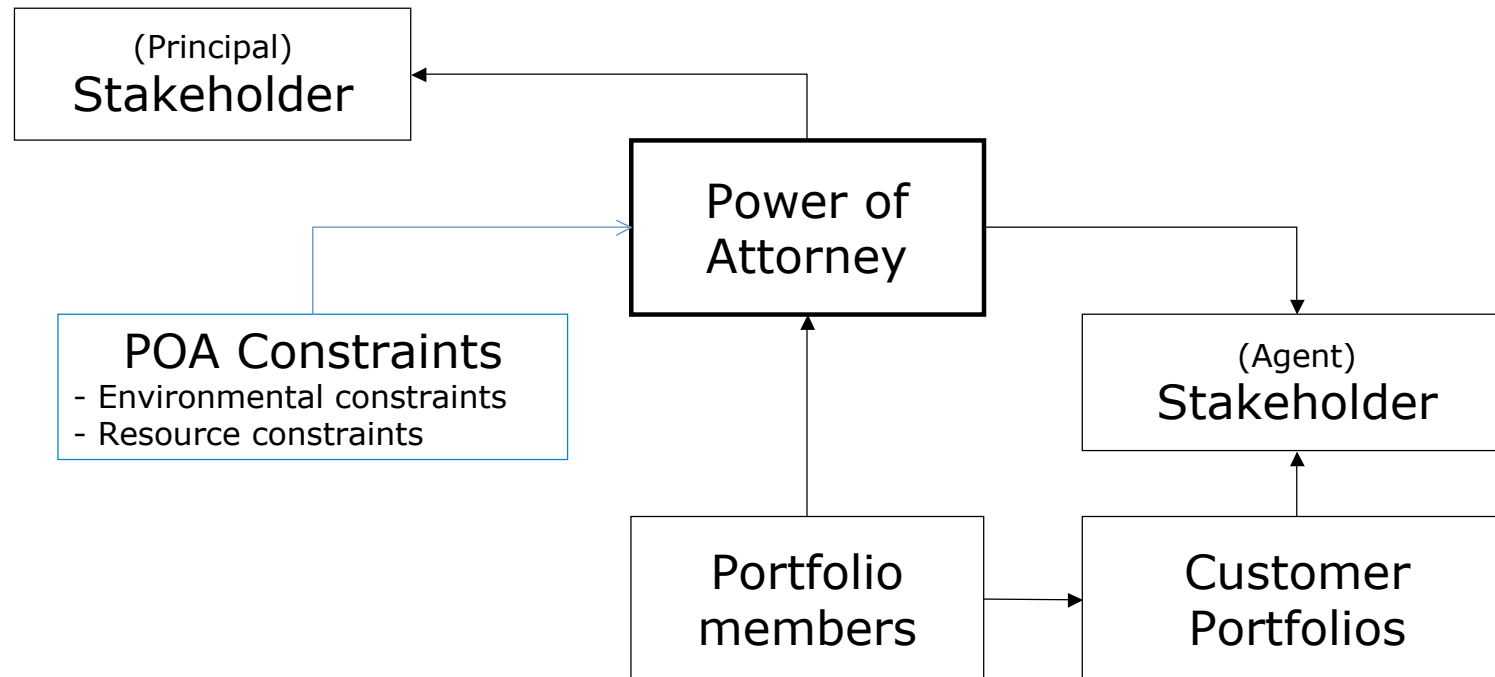 (Principal)
Stakeholder
Power of
Attorney
POA Constraints
- Environmental constraints
- Resource constraints
(Agent)
Stakeholder
Portfolio
members
Customer
Portfolios